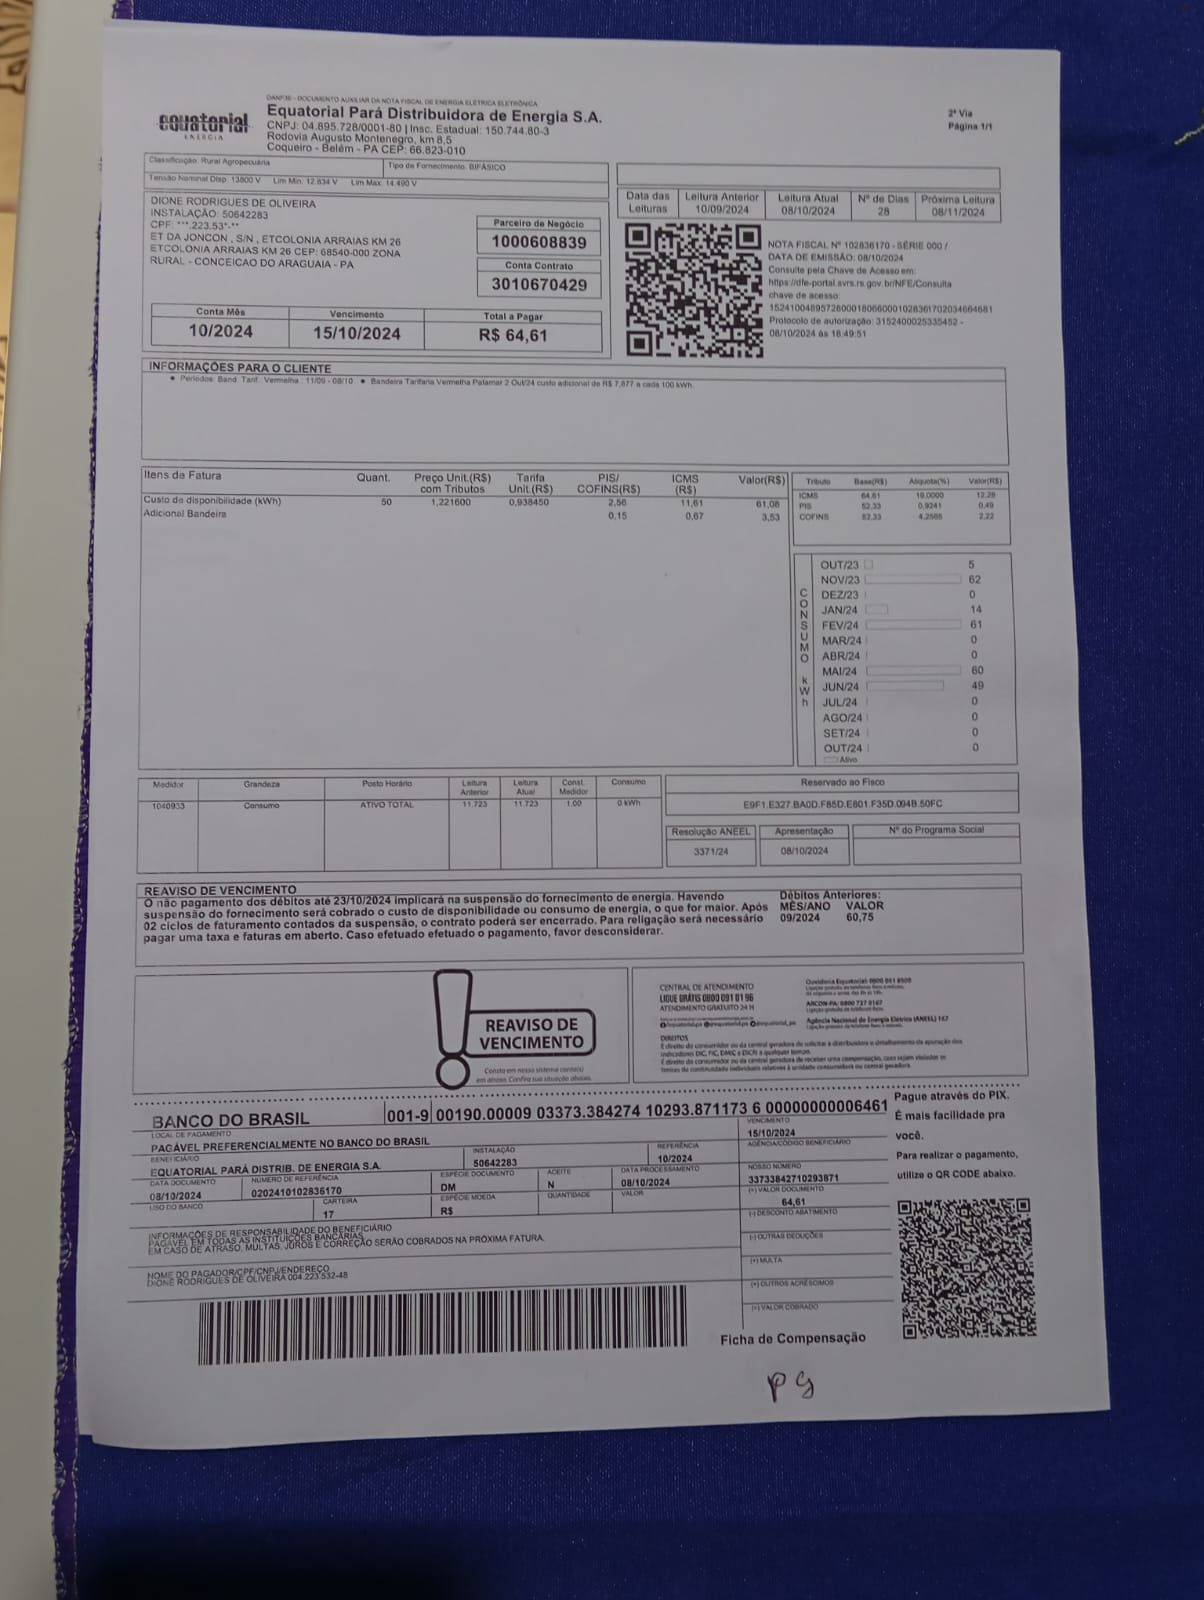 DANF3E - DOCUMENTO AUXILIAR DA NOTA FISCAL DE ENERGIA ELÉTRICA ELETRÔNICA
equatorial
ENERGIA
Equatorial Pará Distribuidora de Energia S.A.
CNPJ: 04.895.728/0001-80 | Insc. Estadual: 150.744.80-3
Rodovia Augusto Montenegro, km 8,5
Coqueiro - Belém - PA CEP: 66.823-010
2ª Via
Página 1/1
Classificação: Rural Agropecuária
Tipo de Fornecimento: BIFÁSICO
Tensão Nominal Disp: 13800 V Lim Min: 12.834 V Lim Max: 14.490 V
DIONE RODRIGUES DE OLIVEIRA
INSTALAÇÃO: 50642283
CPF: ***.223.53*-**
ET DA JONCON , S/N , ETCOLONIA ARRAIAS KM 26
ETCOLONIA ARRAIAS KM 26 CEP: 68540-000 ZONA
RURAL - CONCEICAO DO ARAGUAIA - PA
Parceiro de Negócio
1000608839
Conta Contrato
3010670429
Conta Mês Vencimento Total a Pagar
10/2024 15/10/2024 R$ 64,61
Data das Leituras Leitura Anterior Leitura Atual Nº de Dias Próxima Leitura
10/09/2024 08/10/2024 28 08/11/2024
NOTA FISCAL Nº 102836170 - SÉRIE 000 /
DATA DE EMISSÃO: 08/10/2024
Consulte pela Chave de Acesso em:
https://dfe-portal.svrs.rs.gov.br/NFE/Consulta
chave de acesso:
Protocolo de autorização: 3152400025335452 -
08/10/2024 às 16:49:51
INFORMAÇÕES PARA O CLIENTE
● Períodos: Band. Tarif. Vermelha : 11/09 - 08/10 ● Bandeira Tarifária Vermelha Patamar 2 Out/24 custo adicional de R$ 7,877 a cada 100 kWh.
Itens de Fatura Quant. Preço Unit.(R$) com Tributos Tarifa Unit.(R$) PIS/COFINS(R$) ICMS (R$) Valor(R$)
Custo de disponibilidade (kWh) 50 1,221600 0,938450 2,56 11,61 61,08
Adicional Bandeira 0,15 0,67 3,53
Tributo Base(R$) Alíquota(%) Valor(R$)
ICMS 64,61 19,0000 12,28
PIS 52,33 0,9241 0,49
COFINS 52,33 4,2565 2,22
CONSUMO kWh
OUT/23 5
NOV/23 62
DEZ/23 0
JAN/24 14
FEV/24 61
MAR/24 0
ABR/24 0
MAI/24 60
JUN/24 49
JUL/24 0
AGO/24 0
SET/24 0
OUT/24 0
Ativo
Medidor Grandeza Posto Horário Leitura Anterior Leitura Atual Const. Medidor Consumo
1040933 Consumo ATIVO TOTAL 11.723 11.723 1.00 0 kWh
Reservado ao Fisco
E9F1.E327.BA0D.F85D.E801.F35D.094B.50FC
Resolução ANEEL Apresentação Nº do Programa Social
3371/24 08/10/2024
REAVISO DE VENCIMENTO
O não pagamento dos débitos até 23/10/2024 implicará na suspensão do fornecimento de energia. Havendo
suspensão do fornecimento será cobrado o custo de disponibilidade ou consumo de energia, o que for maior. Após
02 ciclos de faturamento contados da suspensão, o contrato poderá ser encerrado. Para religação será necessário
pagar uma taxa e faturas em aberto. Caso efetuado efetuado o pagamento, favor desconsiderar.
Débitos Anteriores:
MÊS/ANO VALOR
09/2024 60,75
REAVISO DE
VENCIMENTO
Consta em nosso sistema conta(s)
em atraso. Confira tua situação abaixo.
CENTRAL DE ATENDIMENTO
LIGUE GRÁTIS 0800 091 01 96
ATENDIMENTO GRATUITO 24 H
Ouvidoria Equatorial: 0800 091 8500
ARCON-PA: 0800 727 0167
Agência Nacional de Energia Elétrica (ANEEL) 167
DIREITOS
BANCO DO BRASIL 001-9 00190.00009 03373.384274 10293.871173 6 00000000006461
LOCAL DE PAGAMENTO
PAGÁVEL PREFERENCIALMENTE NO BANCO DO BRASIL
VENCIMENTO
15/10/2024
BENEFICIÁRIO
EQUATORIAL PARÁ DISTRIB. DE ENERGIA S.A.
INSTALAÇÃO
50642283
REFERÊNCIA
10/2024
AGÊNCIA/CÓDIGO BENEFICIÁRIO
DATA DOCUMENTO
08/10/2024
NÚMERO DE REFERÊNCIA
0202410102836170
ESPÉCIE DOCUMENTO
DM
ACEITE
N
DATA PROCESSAMENTO
08/10/2024
NOSSO NÚMERO
33733842710293871
USO DO BANCO
CARTEIRA
17
ESPÉCIE MOEDA
R$
QUANTIDADE
VALOR
(=) VALOR DOCUMENTO
64,61
(-) DESCONTO ABATIMENTO
(-) OUTRAS DEDUÇÕES
(+) MULTA
(+) OUTROS ACRÉSCIMOS
(=) VALOR COBRADO
INFORMAÇÕES DE RESPONSABILIDADE DO BENEFICIÁRIO
PAGÁVEL EM TODAS AS INSTITUIÇÕES BANCÁRIAS.
EM CASO DE ATRASO, MULTAS, JUROS E CORREÇÃO SERÃO COBRADOS NA PRÓXIMA FATURA.
NOME DO PAGADOR/CPF/CNPJ/ENDEREÇO
DIONE RODRIGUES DE OLIVEIRA 004.223.532-48
Pague através do PIX.
É mais facilidade pra
você.
Para realizar o pagamento,
utilize o QR CODE abaixo.
Ficha de Compensação
pg